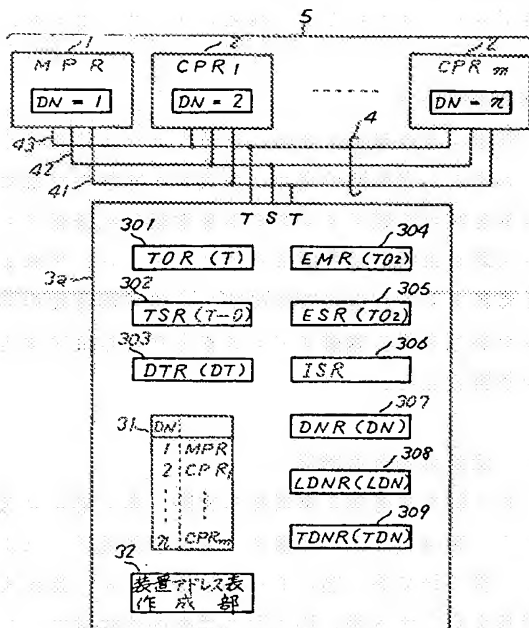 5
1
2
2
MPR
CPR1
CPRm
DN = 1
DN = 2
DN = n
43
42
41
4
TST
3a
301
304
TOR (T)
EMR (TO2)
302
305
TSR (T-0)
ESR (TO2)
303
306
DTR (DT)
ISR
307
DNR (DN)
31
DN
1 MPR
2 CPR1
n CPRm
308
LDNR (LDN)
309
TDNR (TDN)
32
装置アドレス表
作成部